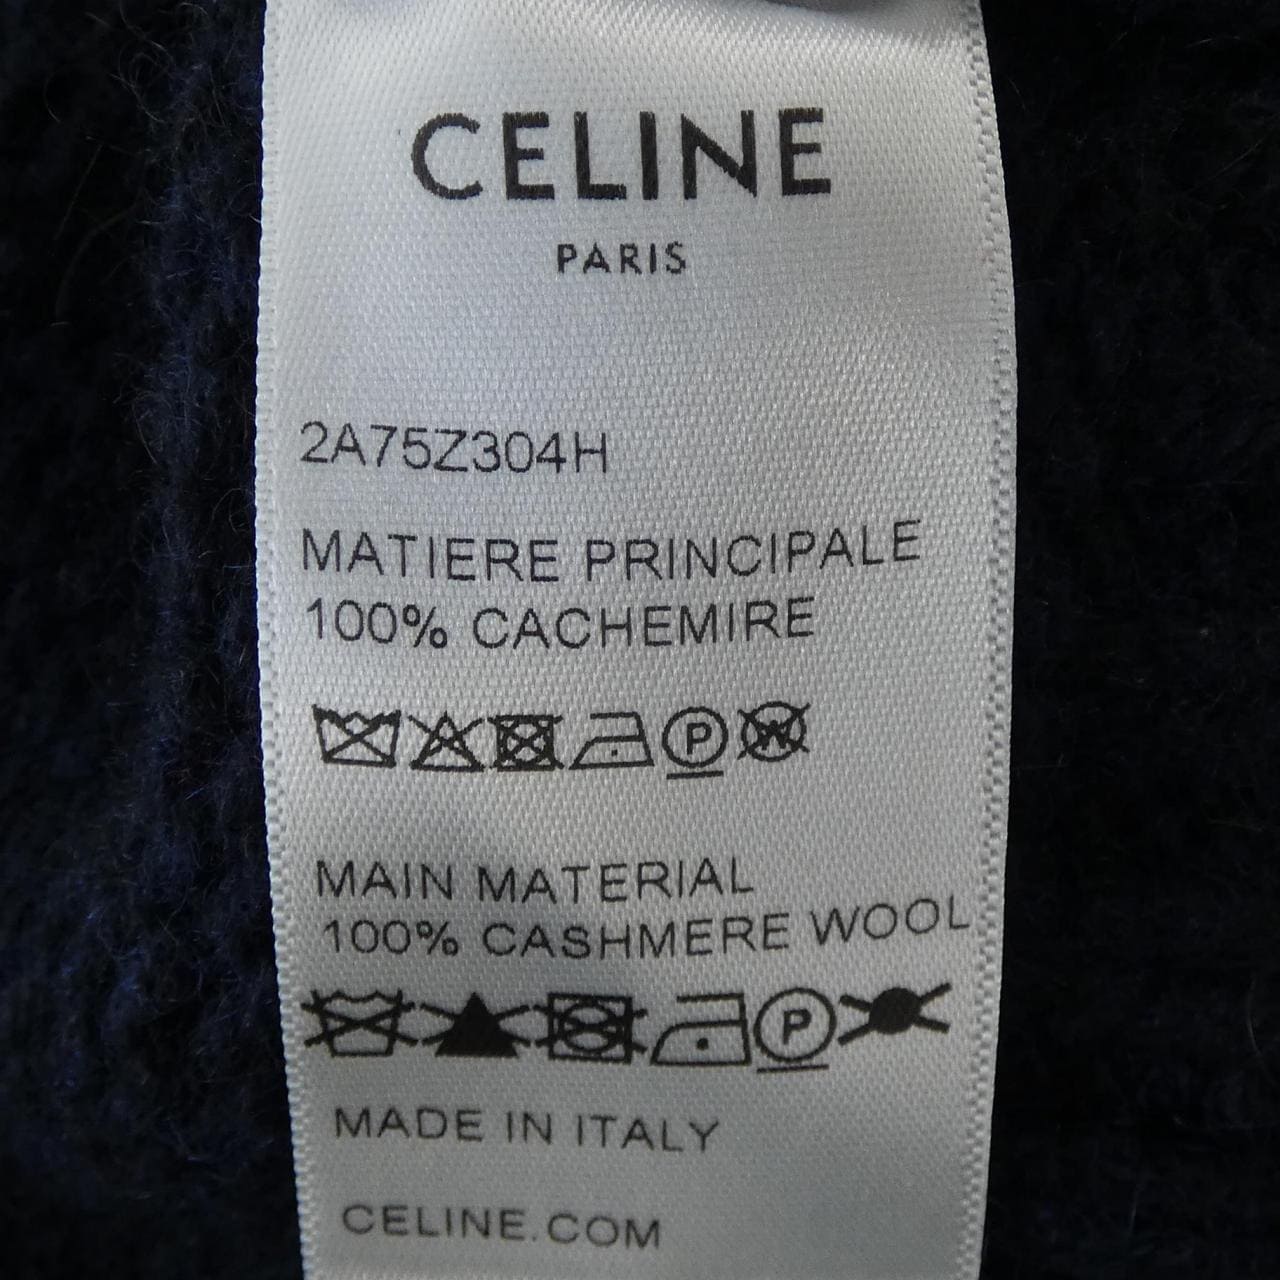 CELINE
PARIS
2A75Z304H
MATIERE PRINCIPALE
100% CACHEMIRE
P W
MAIN MATERIAL
100% CASHMERE WOOL
P
MADE IN ITALY
CELINE.COM